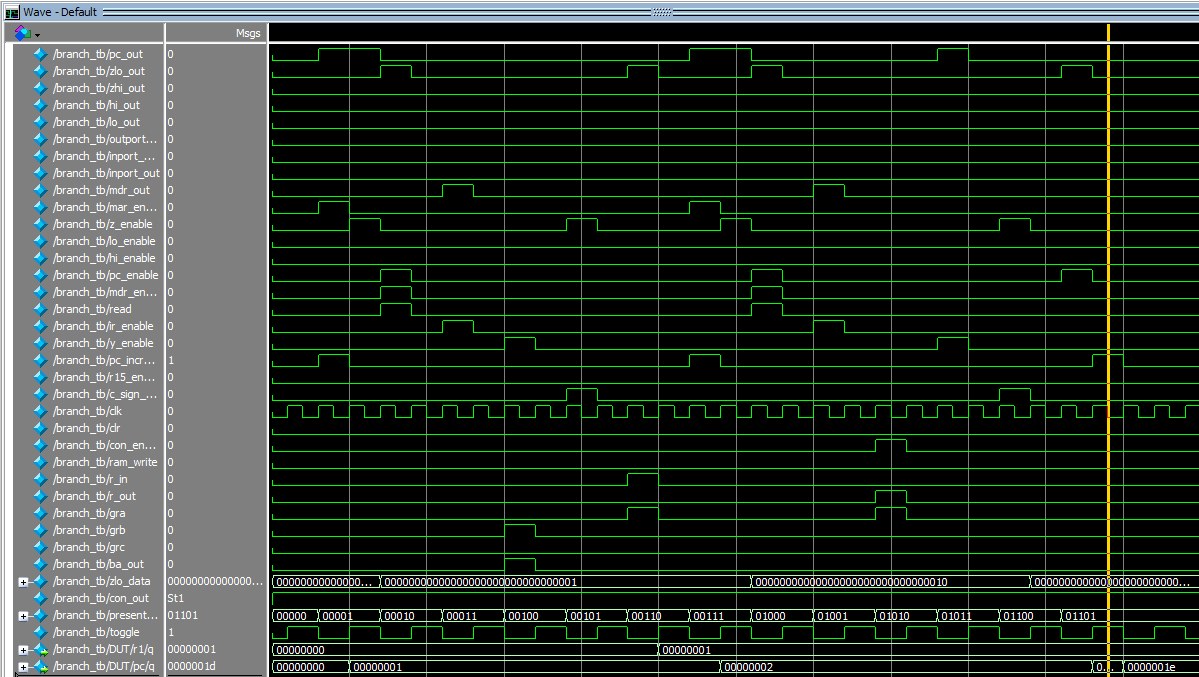 Wave - Default
Msgs
/branch_tb/pc_out 0
/branch_tb/zlo_out 0
/branch_tb/zhi_out 0
/branch_tb/hi_out 0
/branch_tb/lo_out 0
/branch_tb/outport... 0
/branch_tb/inport_... 0
/branch_tb/inport_out 0
/branch_tb/mdr_out 0
/branch_tb/mar_en... 0
/branch_tb/z_enable 0
/branch_tb/lo_enable 0
/branch_tb/hi_enable 0
/branch_tb/pc_enable 0
/branch_tb/mdr_en... 0
/branch_tb/read 0
/branch_tb/ir_enable 0
/branch_tb/y_enable 0
/branch_tb/pc_incr... 1
/branch_tb/r15_en... 0
/branch_tb/c_sign_... 0
/branch_tb/clk 0
/branch_tb/clr 0
/branch_tb/con_en... 0
/branch_tb/ram_write 0
/branch_tb/r_in 0
/branch_tb/r_out 0
/branch_tb/gra 0
/branch_tb/grb 0
/branch_tb/grc 0
/branch_tb/ba_out 0
/branch_tb/zlo_data 00000000000000... 00000000000000... 00000000000000000000000000000001 00000000000000000000000000000010 00000000000000000000000000...
/branch_tb/con_out St1
/branch_tb/present... 01101 00000 00001 00010 00011 00100 00101 00110 00111 01000 01001 01010 01011 01100 01101
/branch_tb/toggle 1
/branch_tb/DUT/r1/q 00000001 00000000 00000001
/branch_tb/DUT/pc/q 0000001d 00000000 00000001 00000002 0... 0000001e